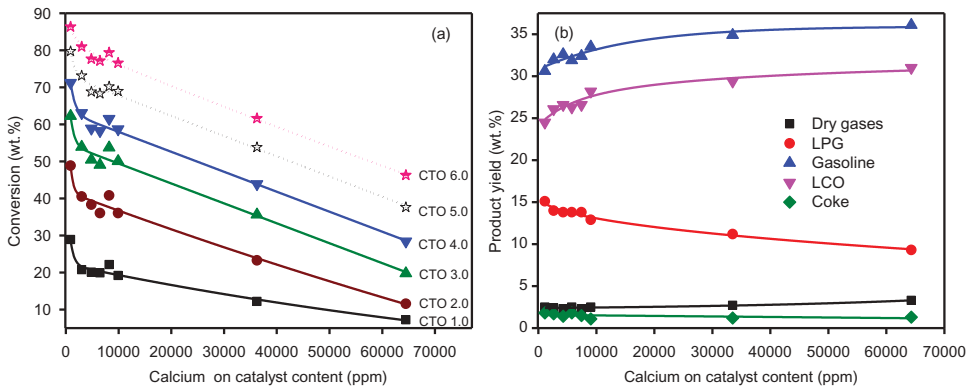 (a)
90
80
70
60
50
40
30
20
10
Conversion (wt.%)
CTO 6.0
CTO 5.0
CTO 4.0
CTO 3.0
CTO 2.0
CTO 1.0
0 10000 20000 30000 40000 50000 60000 70000
Calcium on catalyst content (ppm)
(b)
35
30
25
20
15
10
5
0
Product yield (wt.%)
Dry gases
LPG
Gasoline
LCO
Coke
0 10000 20000 30000 40000 50000 60000 70000
Calcium on catalyst content (ppm)